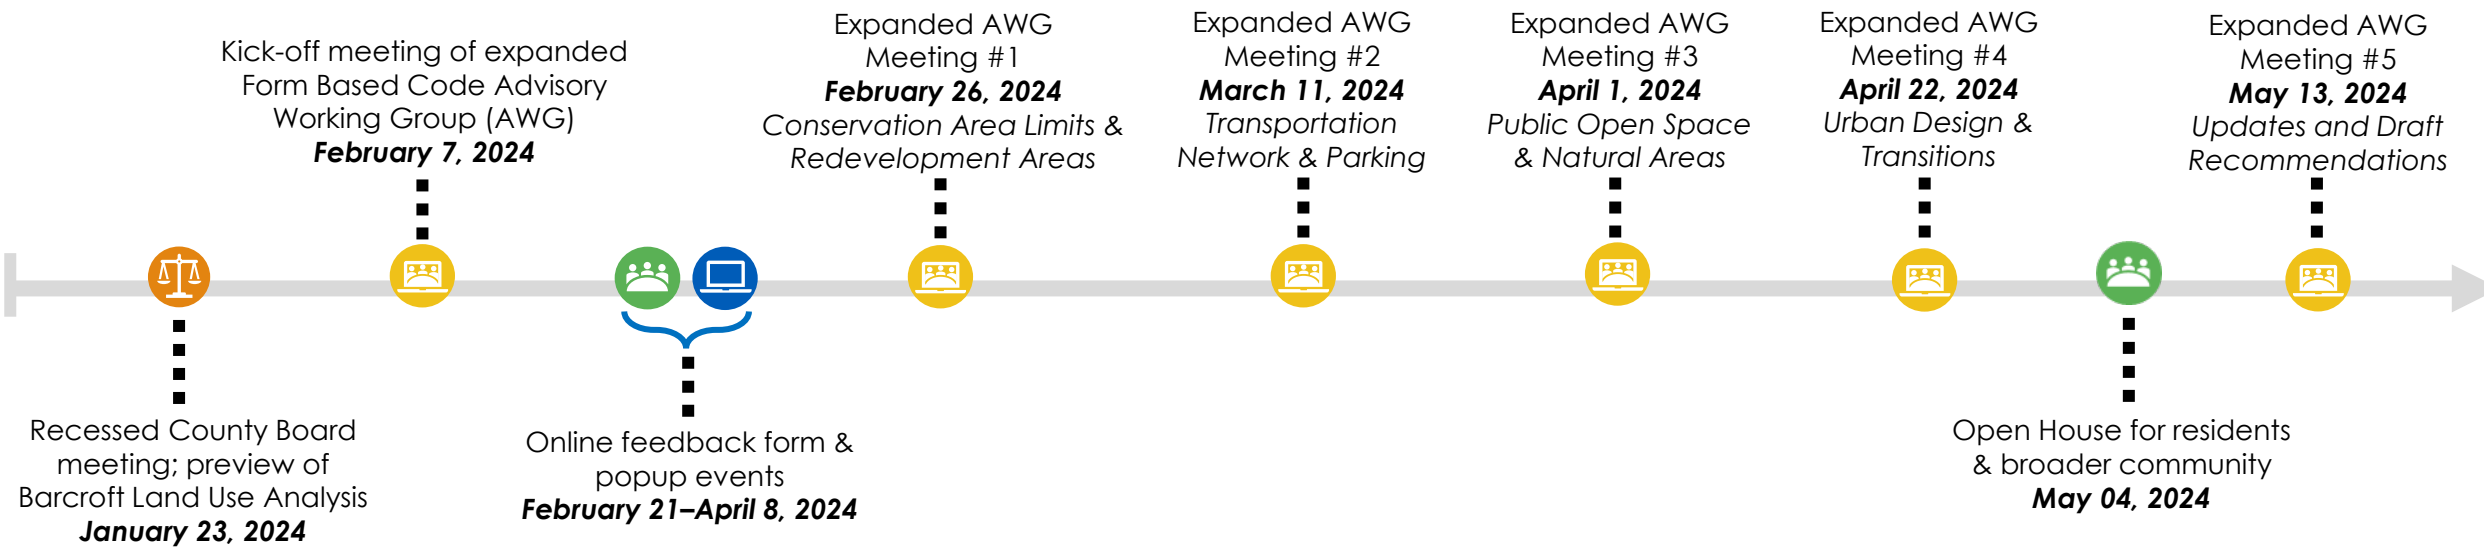 Kick-off meeting of expanded
Form Based Code Advisory
Working Group (AWG)
February 7, 2024
Expanded AWG
Meeting #1
February 26, 2024
Conservation Area Limits &
Redevelopment Areas
Expanded AWG
Meeting #2
March 11, 2024
Transportation
Network & Parking
Expanded AWG
Meeting #3
April 1, 2024
Public Open Space
& Natural Areas
Expanded AWG
Meeting #4
April 22, 2024
Urban Design &
Transitions
Expanded AWG
Meeting #5
May 13, 2024
Updates and Draft
Recommendations
Recessed County Board
meeting; preview of
Barcroft Land Use Analysis
January 23, 2024
Online feedback form &
popup events
February 21–April 8, 2024
Open House for residents
& broader community
May 04, 2024